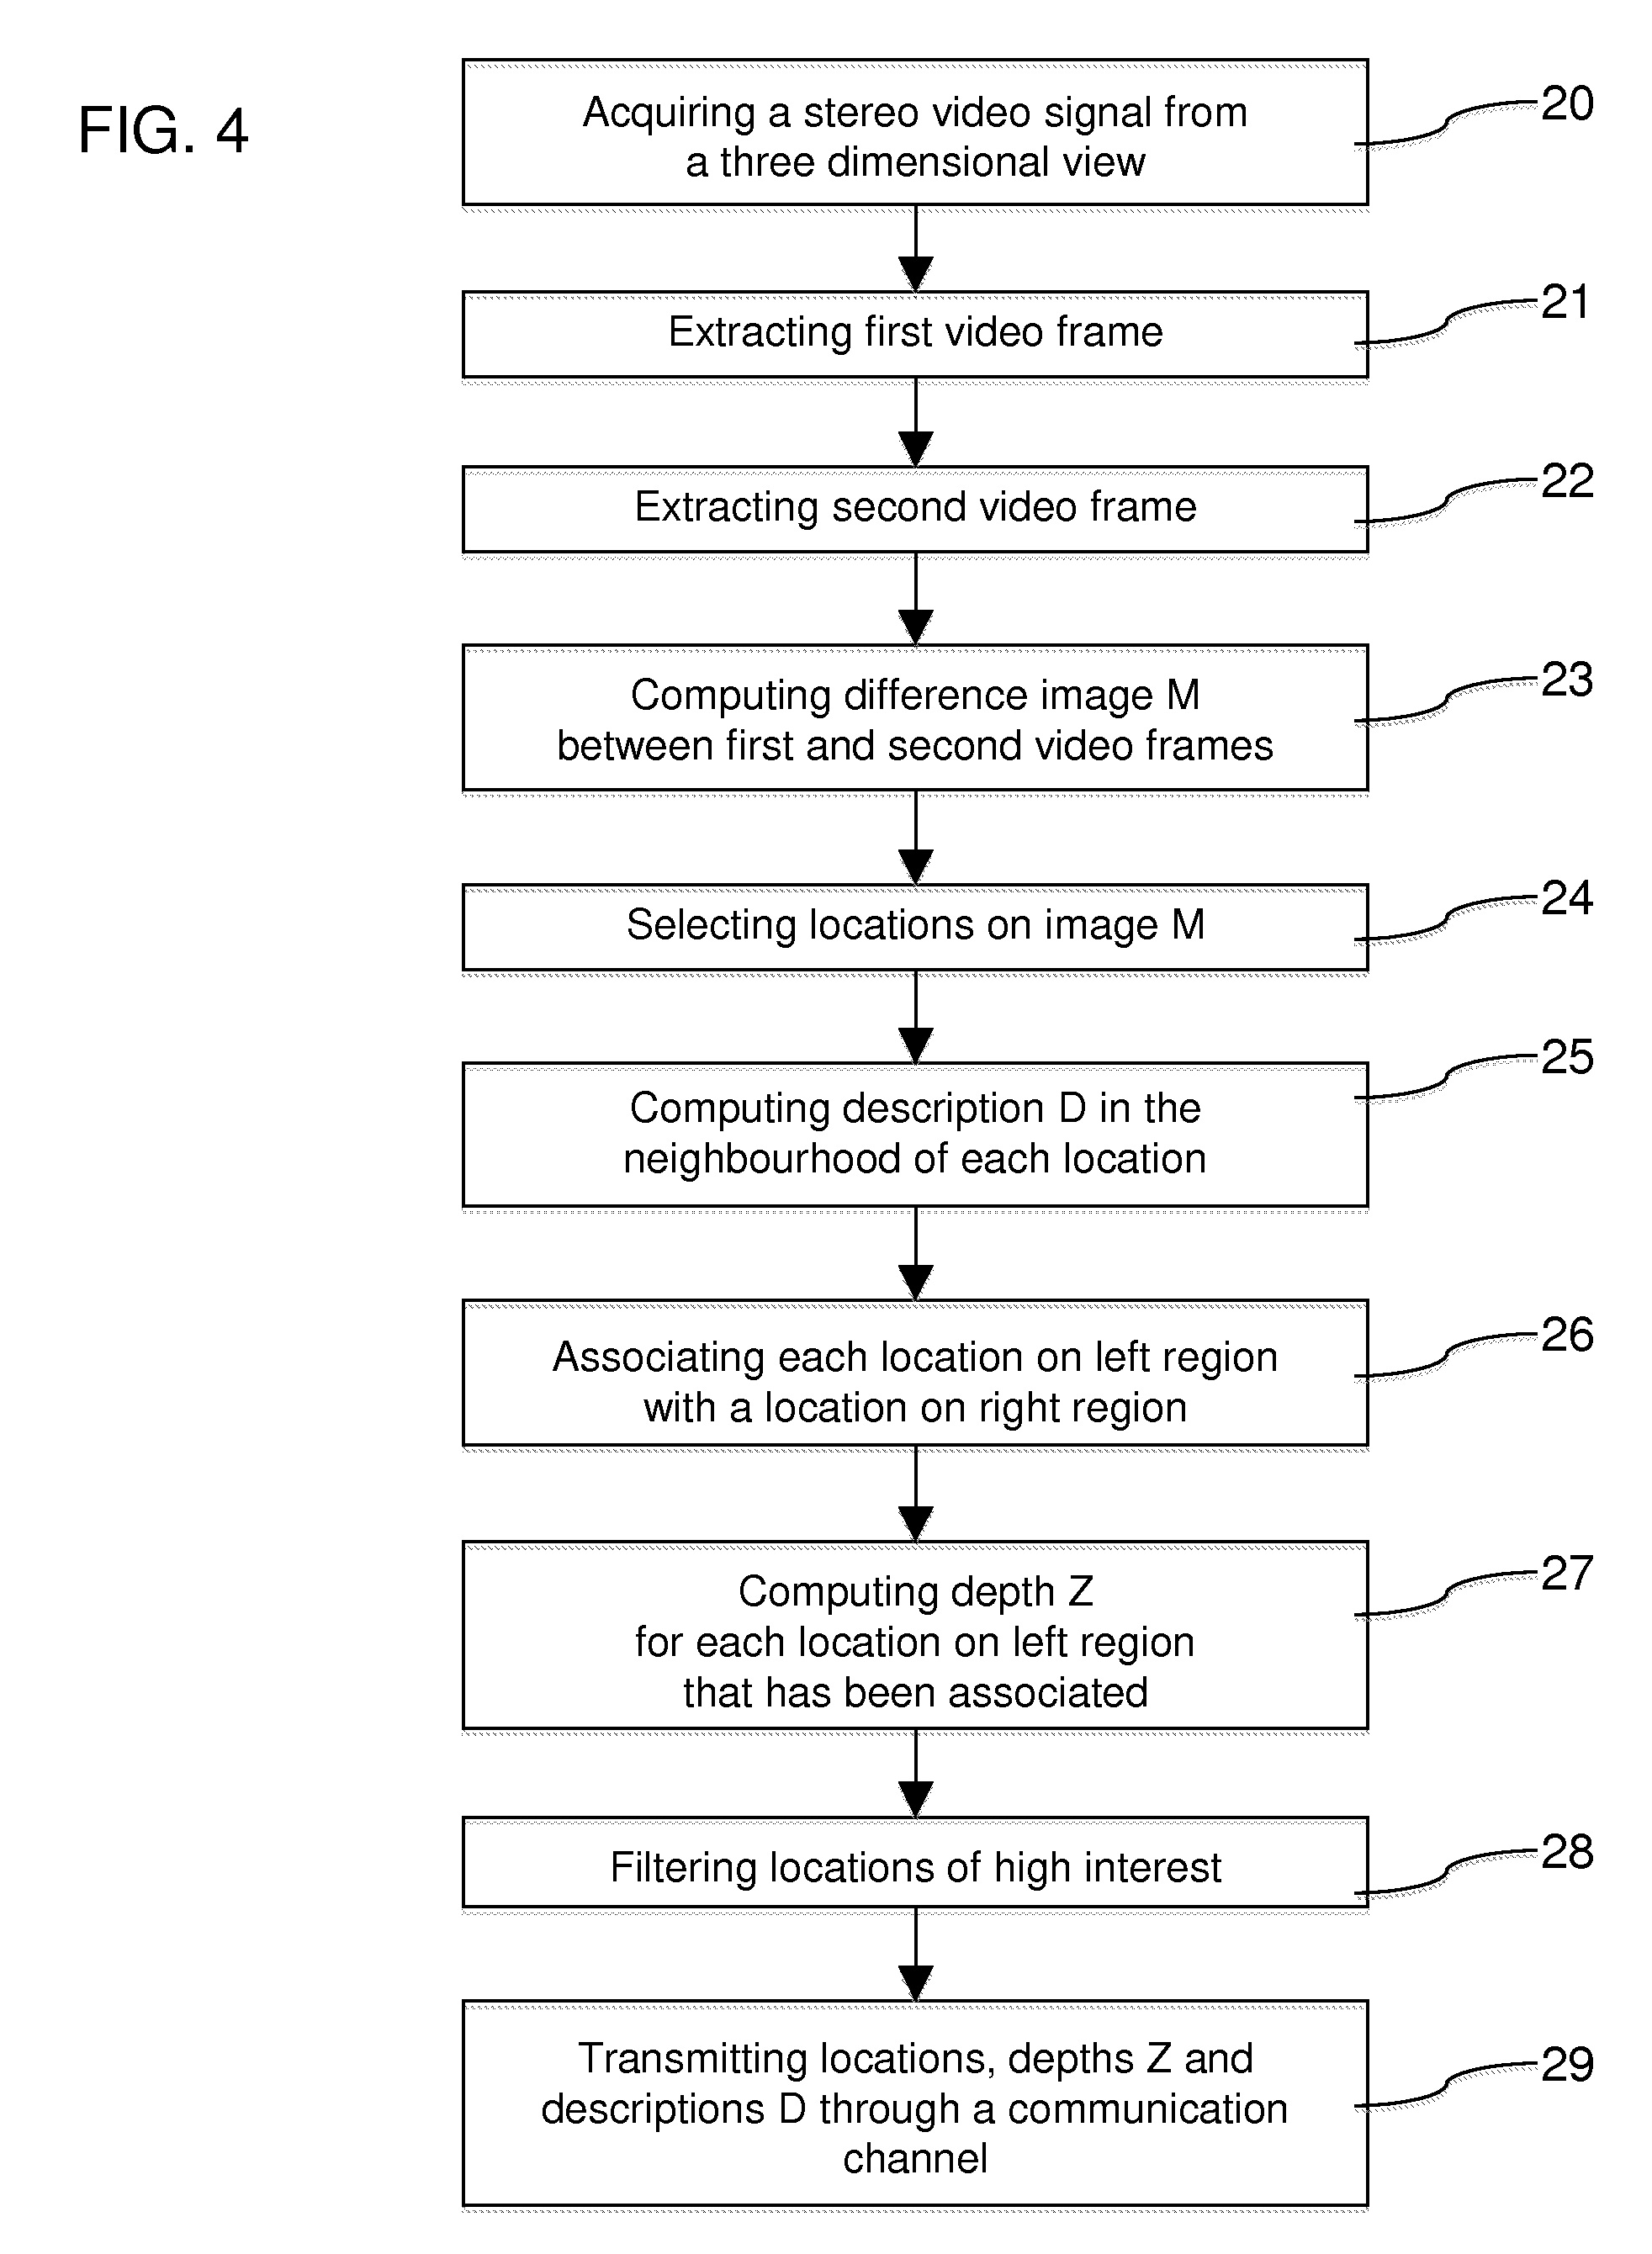 FIG. 4
Acquiring a stereo video signal from
a three dimensional view
20
Extracting first video frame
21
Extracting second video frame
22
Computing difference image M
between first and second video frames
23
Selecting locations on image M
24
Computing description D in the
neighbourhood of each location
25
Associating each location on left region
with a location on right region
26
Computing depth Z
for each location on left region
that has been associated
27
Filtering locations of high interest
28
Transmitting locations, depths Z and
descriptions D through a communication
channel
29